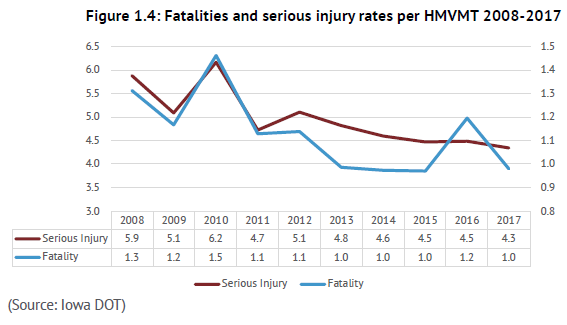 Figure 1.4: Fatalities and serious injury rates per HMVMT 2008-2017
6.5 1.5
6.0 1.4
5.5 1.3
5.0 1.2
4.5 1.1
4.0 1.0
3.5 0.9
3.0 0.8
2008 2009 2010 2011 2012 2013 2014 2015 2016 2017
Serious Injury 5.9 5.1 6.2 4.7 5.1 4.8 4.6 4.5 4.5 4.3
Fatality 1.3 1.2 1.5 1.1 1.1 1.0 1.0 1.0 1.2 1.0
Serious Injury Fatality
(Source: Iowa DOT)